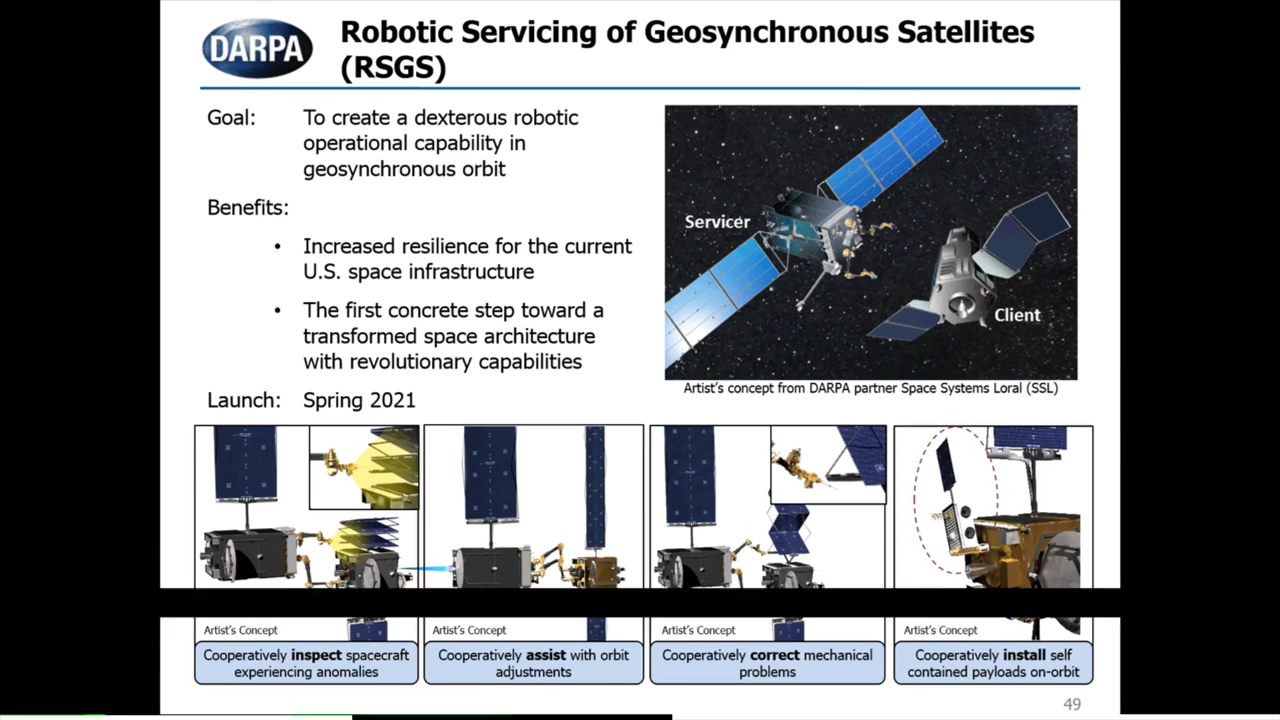 DARPA
Robotic Servicing of Geosynchronous Satellites
(RSGS)
Goal: To create a dexterous robotic
operational capability in
geosynchronous orbit
Benefits:
• Increased resilience for the current
U.S. space infrastructure
• The first concrete step toward a
transformed space architecture
with revolutionary capabilities
Launch: Spring 2021
Servicer
Client
Artist's concept from DARPA partner Space Systems Loral (SSL)
Artist's Concept
Cooperatively inspect spacecraft
experiencing anomalies
Artist's Concept
Cooperatively assist with orbit
adjustments
Artist's Concept
Cooperatively correct mechanical
problems
Artist's Concept
Cooperatively install self
contained payloads on-orbit
49